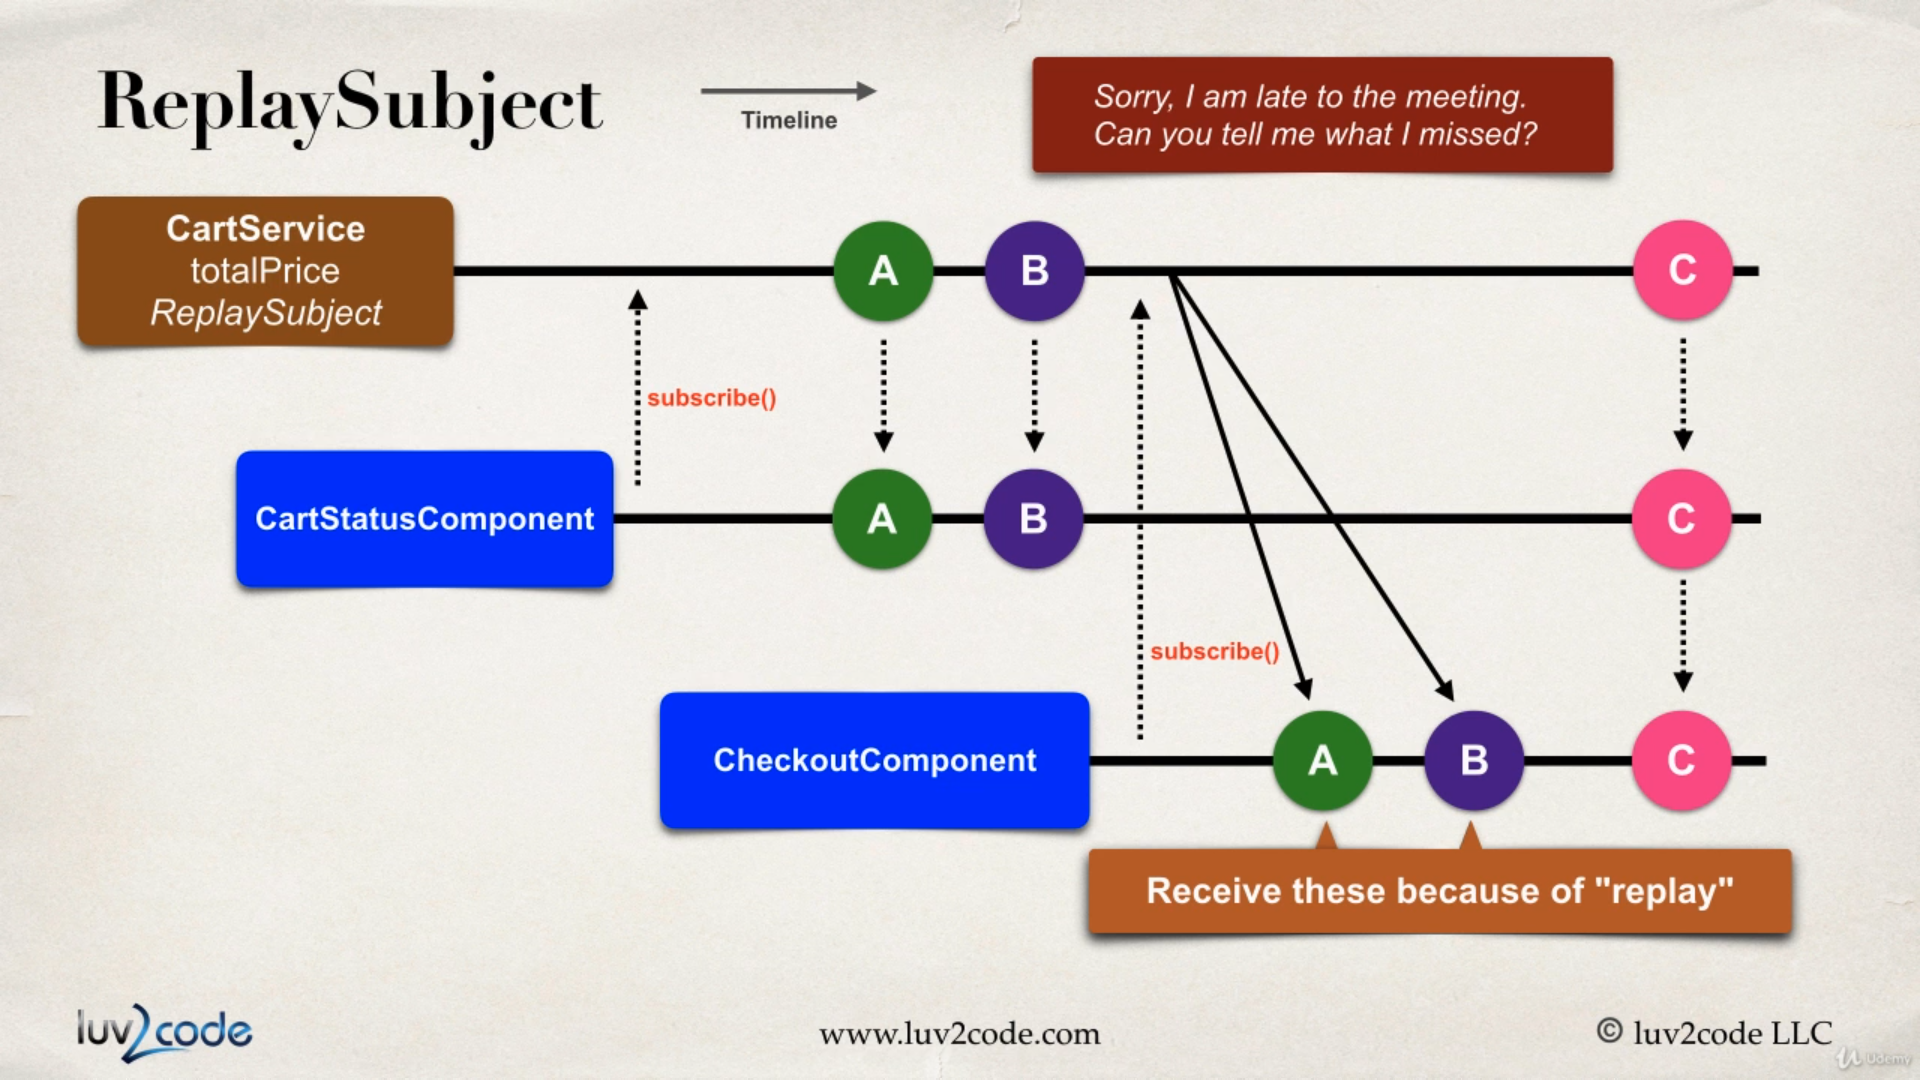 ReplaySubject
Timeline
Sorry, I am late to the meeting.
Can you tell me what I missed?
CartService
totalPrice
ReplaySubject
A
B
C
subscribe()
CartStatusComponent
A
B
C
subscribe()
CheckoutComponent
A
B
C
Receive these because of "replay"
luv2code
www.luv2code.com
© luv2code LLC
Udemy